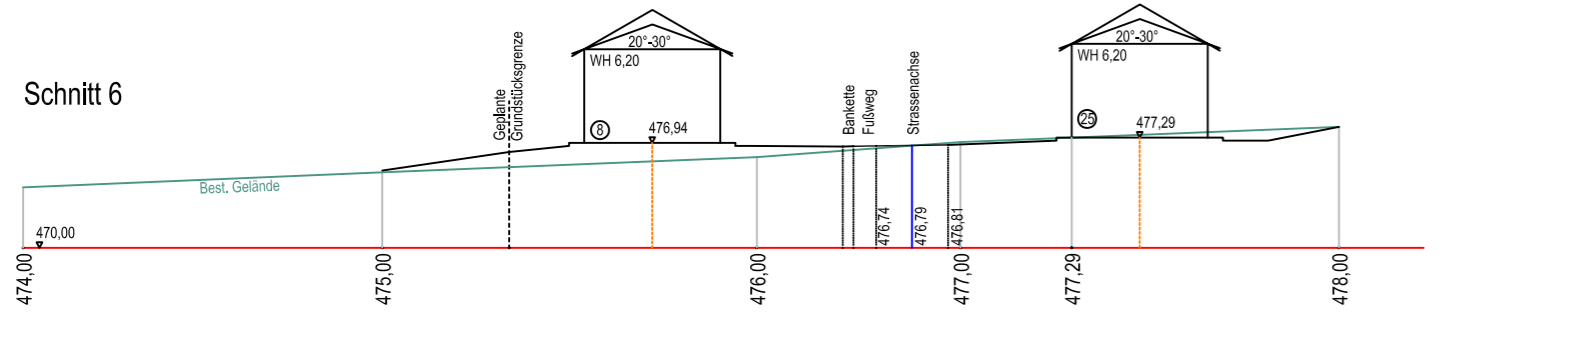 Schnitt 6
20°-30°
WH 6,20
8
476,94
Geplante
Grundstücksgrenze
Bankette
Fußweg
Strassenachse
20°-30°
WH 6,20
25
477,29
Best. Gelände
470,00
476,74
476,79
476,81
474,00
475,00
476,00
477,00
477,29
478,00